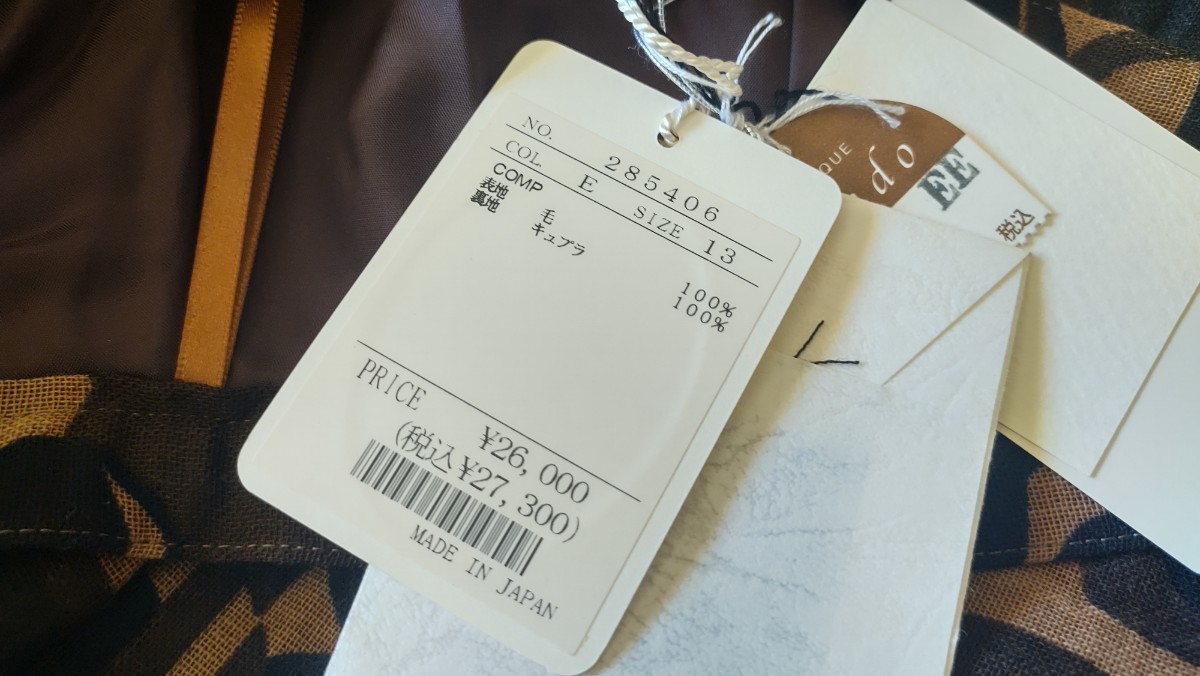 NO. 285406
COL. E SIZE 13
COMP
表地 毛 100%
裏地 キュプラ 100%
PRICE ¥26,000
(税込¥27,300)
MADE IN JAPAN
QUE
do
EE
税込